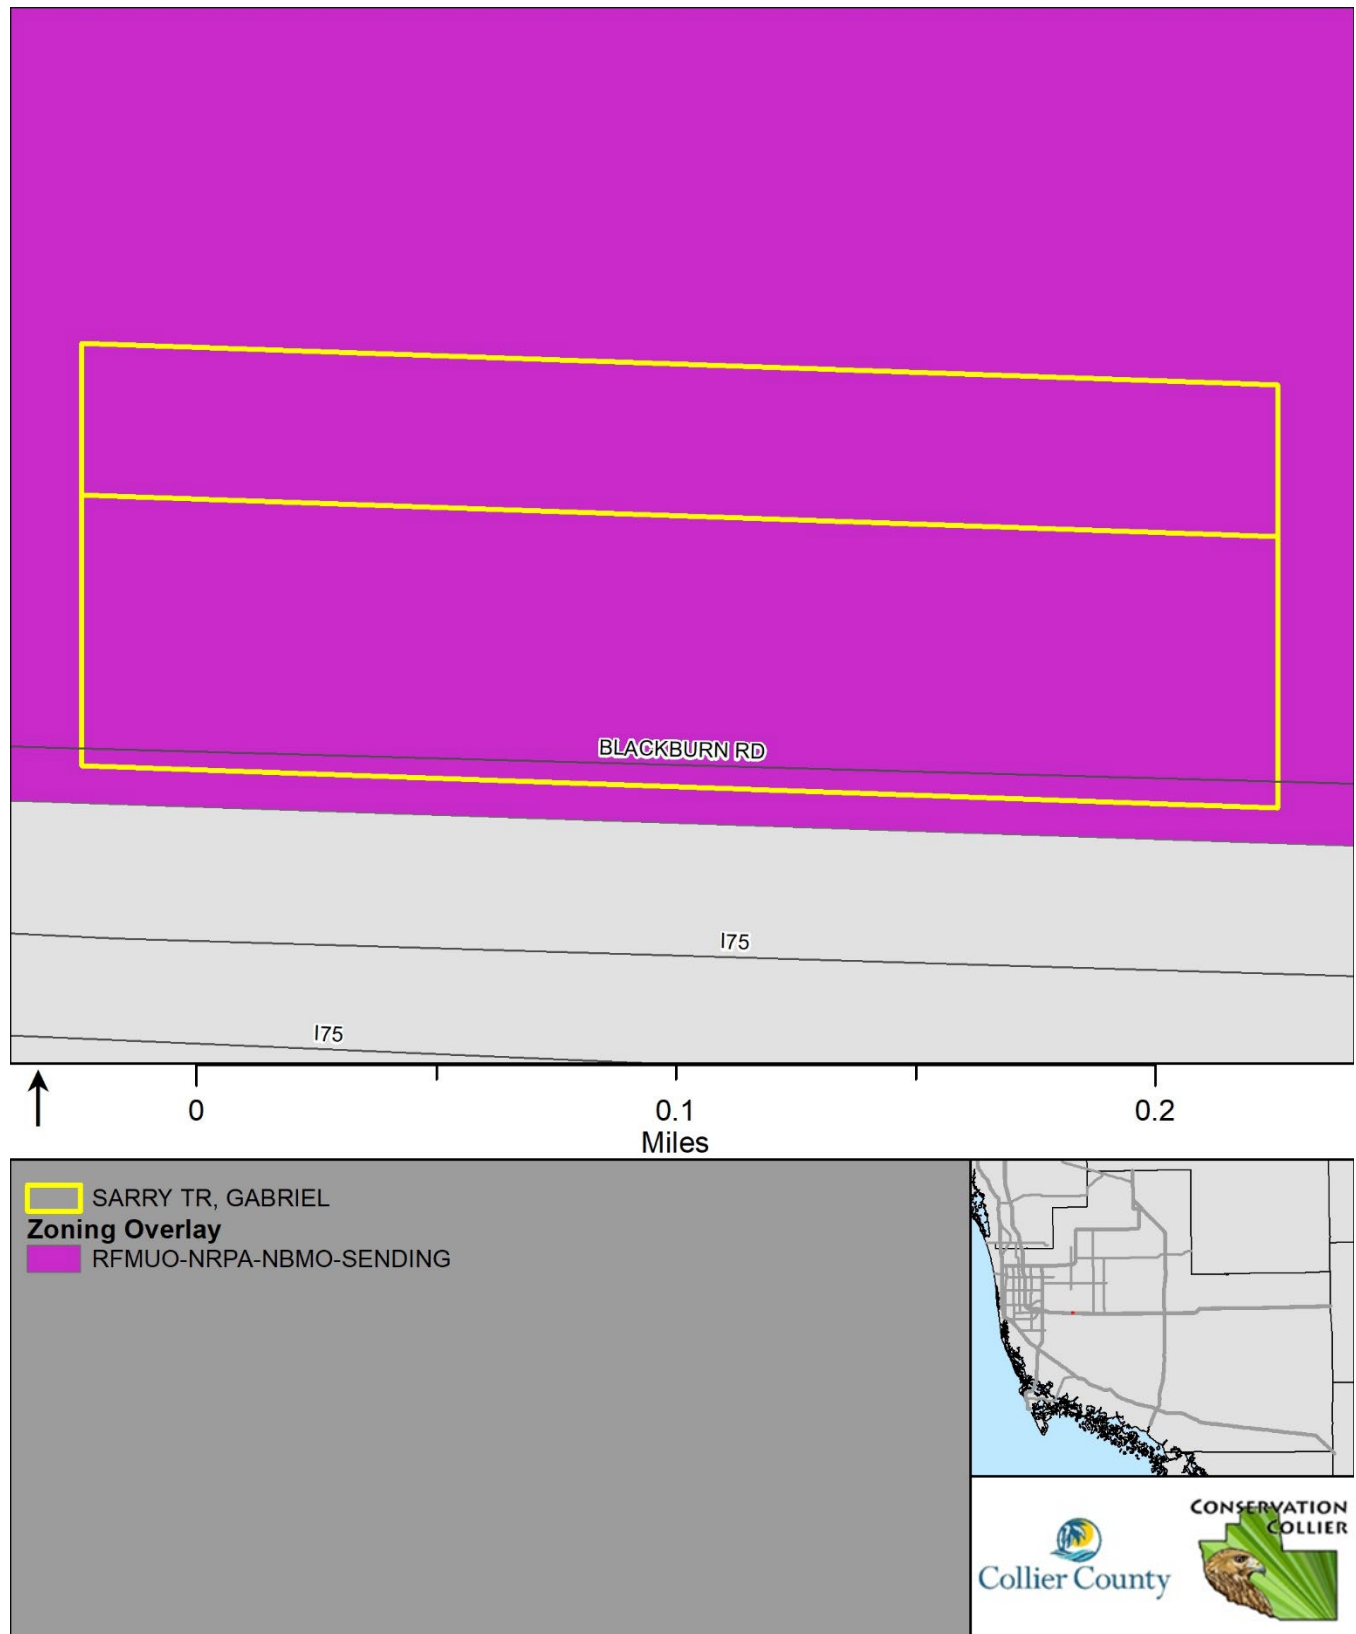 BLACKBURN RD
I75
I75
0 0.1 0.2
Miles
SARRY TR, GABRIEL
Zoning Overlay
RFMUO-NRPA-NBMO-SENDING
CONSERVATION
COLLIER
Collier County